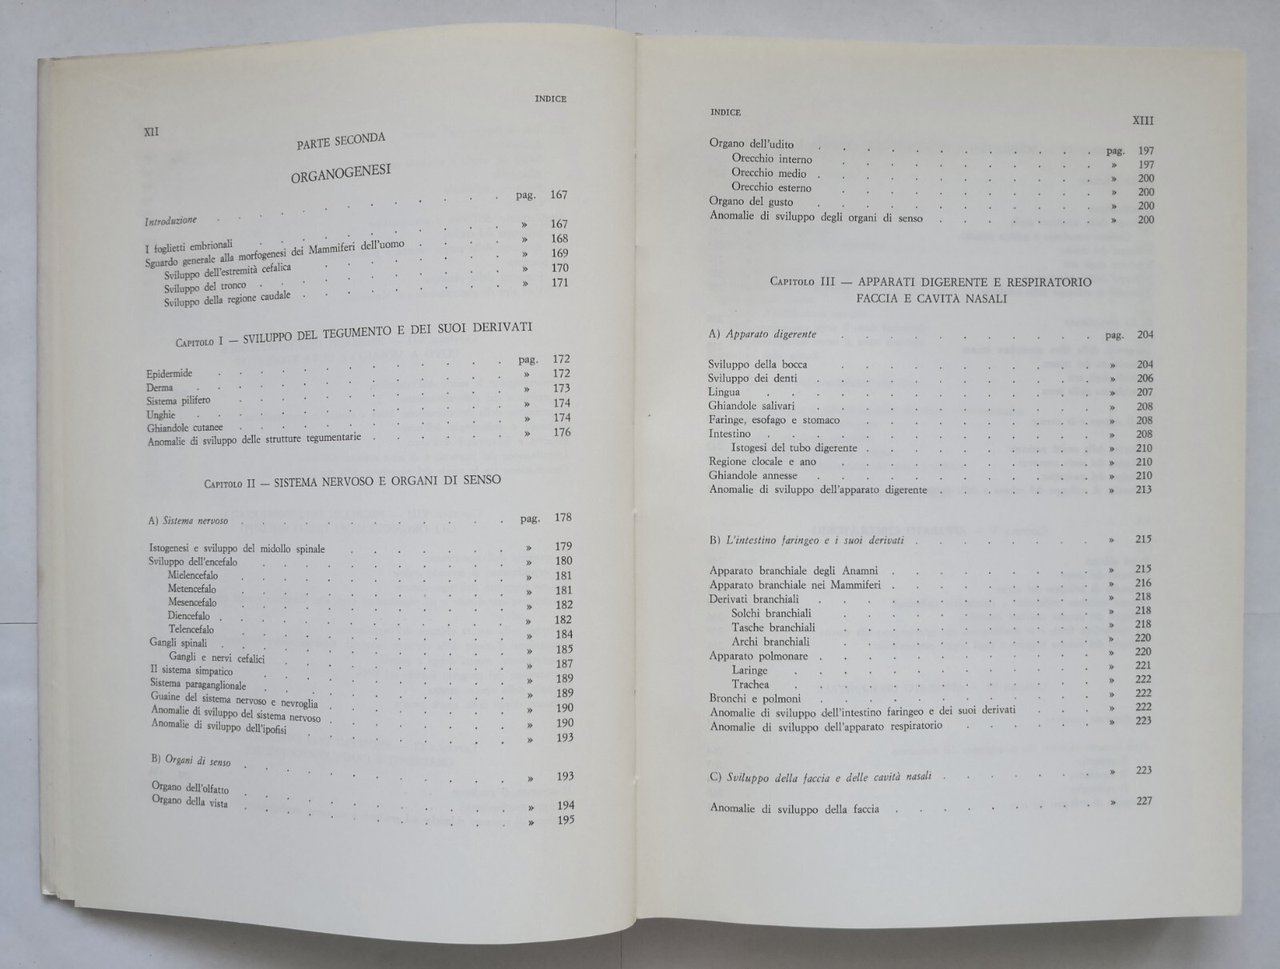 INDICE
XII
PARTE SECONDA
ORGANOGENESI
Introduzione . . . . . . . . . pag. 167
I foglietti embrionali . . . . . . . . » 167
Sguardo generale alla morfogenesi dei Mammiferi dell'uomo . . . » 168
Sviluppo dell'estremità cefalica . . . . . . » 169
Sviluppo del tronco . . . . . . . . » 170
Sviluppo della regione caudale . . . . . . » 171
CAPITOLO I — SVILUPPO DEL TEGUMENTO E DEI SUOI DERIVATI
Epidermide . . . . . . . . . pag. 172
Derma . . . . . . . . . . » 172
Sistema pilifero . . . . . . . . . » 173
Unghie . . . . . . . . . . » 174
Ghiandole cutanee . . . . . . . . . » 174
Anomalie di sviluppo delle strutture tegumentarie . . . . . » 176
CAPITOLO II — SISTEMA NERVOSO E ORGANI DI SENSO
A) Sistema nervoso . . . . . . . . . pag. 178
Istogenesi e sviluppo del midollo spinale . . . . . . » 179
Sviluppo dell'encefalo . . . . . . . . » 180
Mielencefalo . . . . . . . . . » 181
Metencefalo . . . . . . . . . » 181
Mesencefalo . . . . . . . . . » 182
Diencefalo . . . . . . . . . . » 182
Telencefalo . . . . . . . . . » 184
Gangli spinali . . . . . . . . . » 185
Gangli e nervi cefalici . . . . . . . » 187
Il sistema simpatico . . . . . . . . » 189
Sistema paraganglionale . . . . . . . . » 189
Guaine del sistema nervoso e nevroglia . . . . . . » 190
Anomalie di sviluppo del sistema nervoso . . . . . . » 190
Anomalie di sviluppo dell'ipofisi . . . . . . . » 193
B) Organi di senso . . . . . . . . . » 193
Organo dell'olfatto . . . . . . . . . » 194
Organo della vista . . . . . . . . . » 195
INDICE
XIII
Organo dell'udito . . . . . . . . . pag. 197
Orecchio interno . . . . . . . . . » 197
Orecchio medio . . . . . . . . . . » 200
Orecchio esterno . . . . . . . . . » 200
Organo del gusto . . . . . . . . . » 200
Anomalie di sviluppo degli organi di senso . . . . . . » 200
CAPITOLO III — APPARATI DIGERENTE E RESPIRATORIO
FACCIA E CAVITÀ NASALI
A) Apparato digerente . . . . . . . . . pag. 204
Sviluppo della bocca . . . . . . . . . » 204
Sviluppo dei denti . . . . . . . . . . » 206
Lingua . . . . . . . . . . . » 207
Ghiandole salivari . . . . . . . . . . » 208
Faringe, esofago e stomaco . . . . . . . . » 208
Intestino . . . . . . . . . . . » 208
Istogesi del tubo digerente . . . . . . . . » 210
Regione clocale e ano . . . . . . . . . » 210
Ghiandole annesse . . . . . . . . . . » 210
Anomalie di sviluppo dell'apparato digerente . . . . . . » 213
B) L'intestino faringeo e i suoi derivati . . . . . . . » 215
Apparato branchiale degli Anamni . . . . . . . » 215
Apparato branchiale nei Mammiferi . . . . . . . » 216
Derivati branchiali . . . . . . . . . » 218
Solchi branchiali . . . . . . . . . » 218
Tasche branchiali . . . . . . . . . » 218
Archi branchiali . . . . . . . . . » 220
Apparato polmonare . . . . . . . . . » 220
Laringe . . . . . . . . . . » 221
Trachea . . . . . . . . . . » 222
Bronchi e polmoni . . . . . . . . . » 222
Anomalie di sviluppo dell'intestino faringeo e dei suoi derivati . . . » 222
Anomalie di sviluppo dell'apparato respiratorio . . . . . . » 223
C) Sviluppo della faccia e delle cavità nasali . . . . . . » 223
Anomalie di sviluppo della faccia . . . . . . . » 227